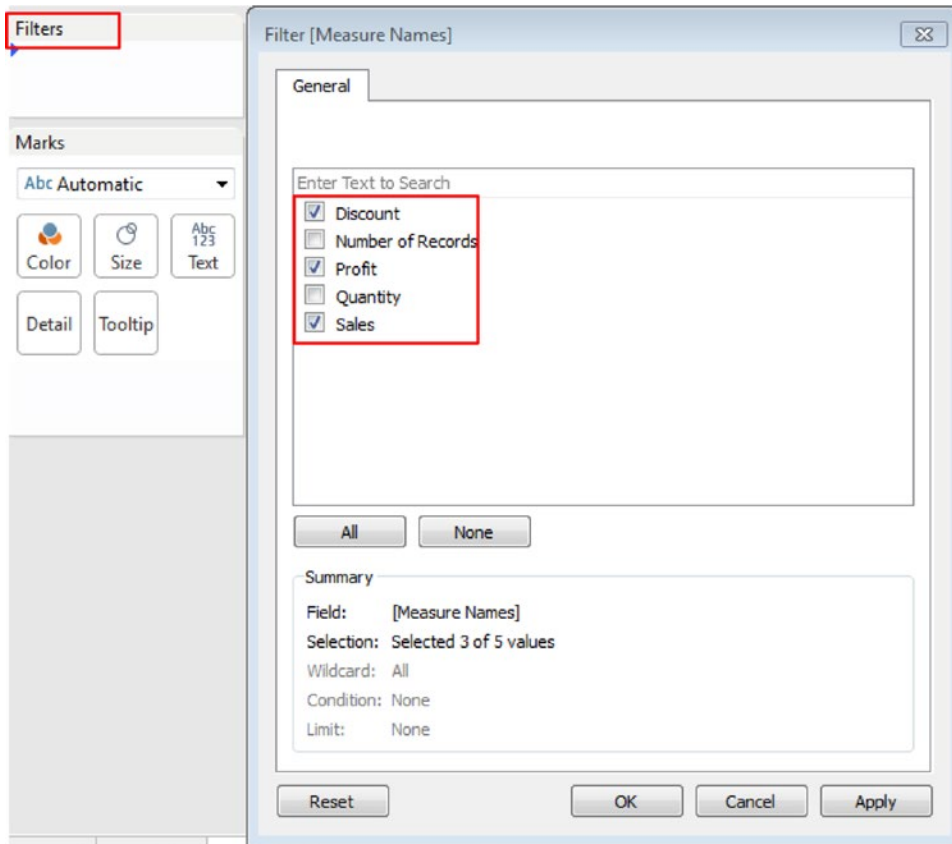 Filters
Marks
Abc Automatic
Color
Size
Abc
123
Text
Detail
Tooltip
Filter [Measure Names]
General
Enter Text to Search
Discount
Number of Records
Profit
Quantity
Sales
All
None
Summary
Field: [Measure Names]
Selection: Selected 3 of 5 values
Wildcard: All
Condition: None
Limit: None
Reset
OK
Cancel
Apply